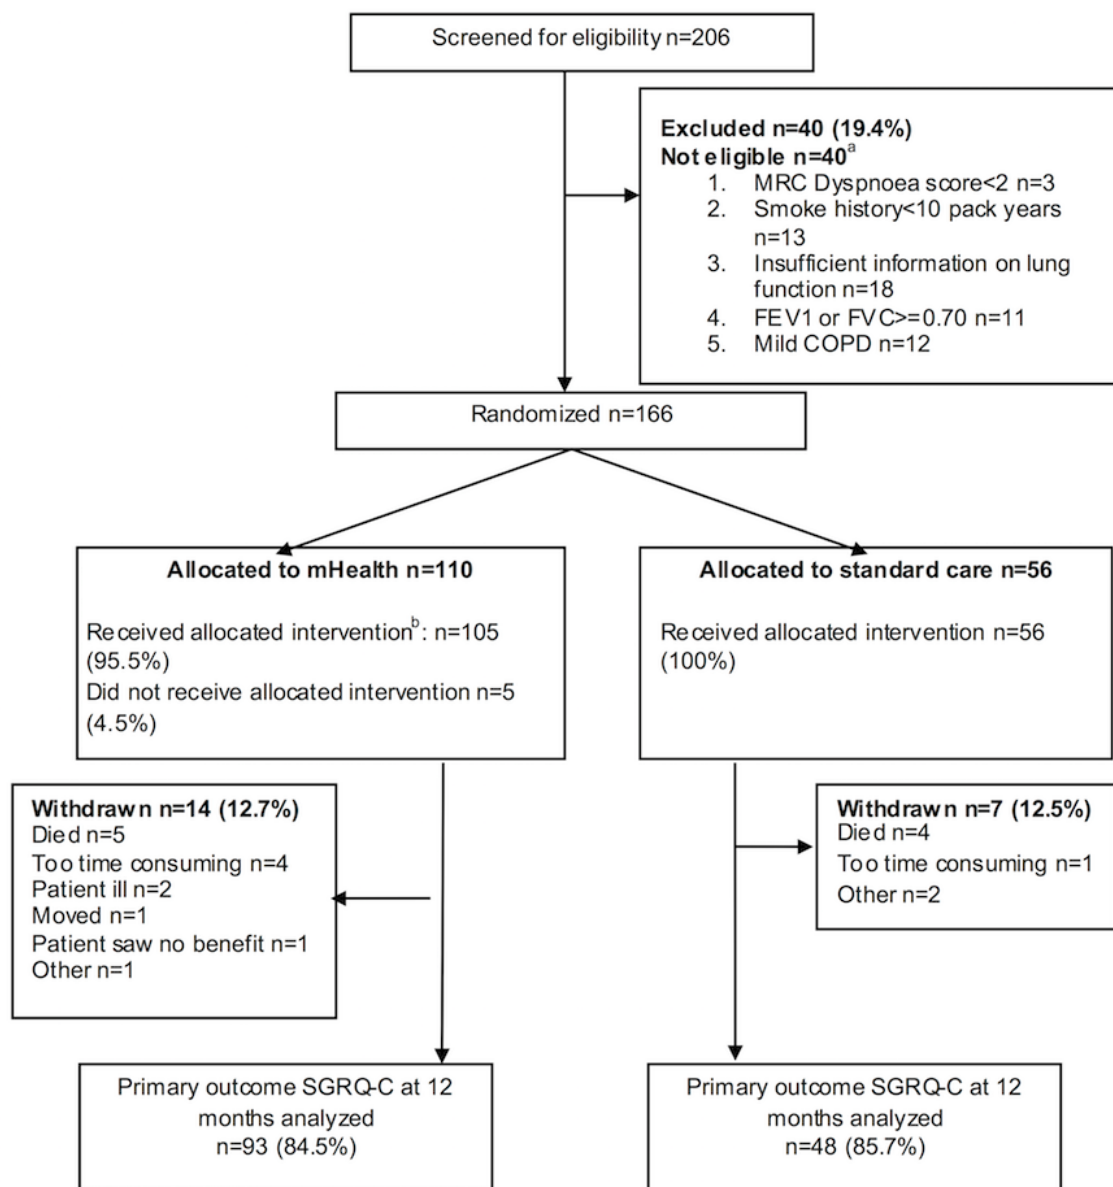 Screened for eligibility n=206
Excluded n=40 (19.4%)
Not eligible n=40a
1. MRC Dyspnoea score<2 n=3
2. Smoke history<10 pack years
n=13
3. Insufficient information on lung
function n=18
4. FEV1 or FVC>=0.70 n=11
5. Mild COPD n=12
Randomized n=166
Allocated to mHealth n=110
Received allocated interventionb: n=105
(95.5%)
Did not receive allocated intervention n=5
(4.5%)
Allocated to standard care n=56
Received allocated intervention n=56
(100%)
Withdrawn n=14 (12.7%)
Died n=5
Too time consuming n=4
Patient ill n=2
Moved n=1
Patient saw no benefit n=1
Other n=1
Withdrawn n=7 (12.5%)
Died n=4
Too time consuming n=1
Other n=2
Primary outcome SGRQ-C at 12
months analyzed
n=93 (84.5%)
Primary outcome SGRQ-C at 12
months analyzed
n=48 (85.7%)